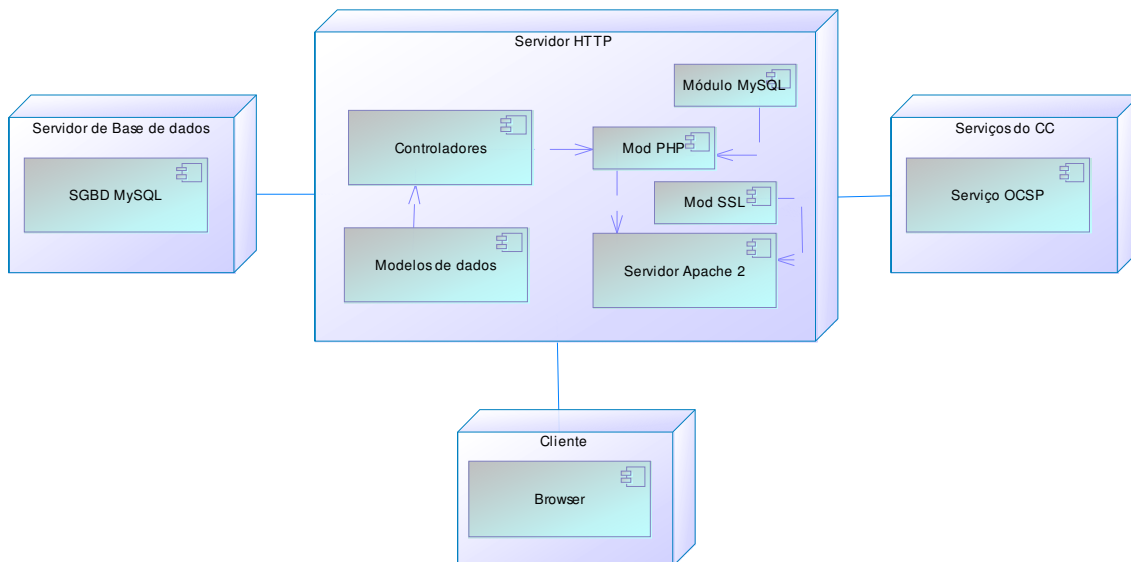 Servidor HTTP
Módulo MySQL
Servidor de Base de dados
Serviços do CC
Controladores
Mod PHP
SGBD MySQL
Mod SSL
Serviço OCSP
Modelos de dados
Servidor Apache 2
Cliente
Browser